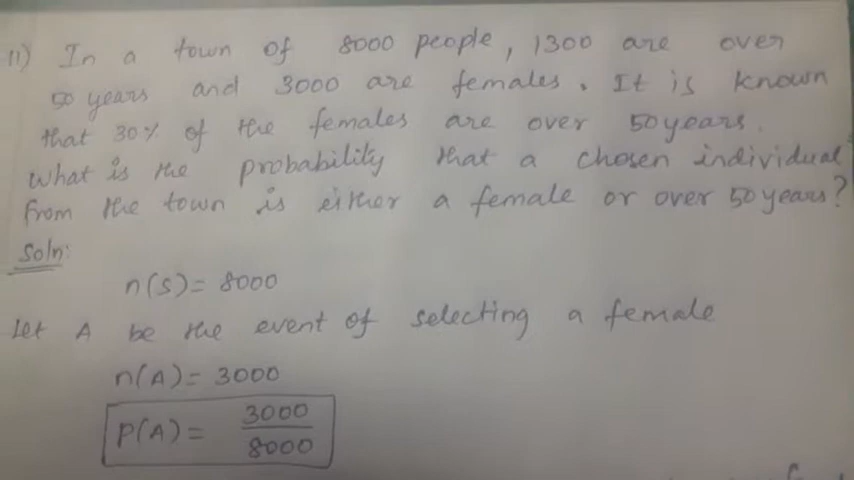 11) In a town of 8000 people, 1300 are over
50 years and 3000 are females. It is known
that 30% of the females are over 50 years.
What is the probability that a chosen individual
from the town is either a female or over 50 years?
Soln:
n(S) = 8000
Let A be the event of selecting a female
n(A) = 3000
P(A) = 3000/8000